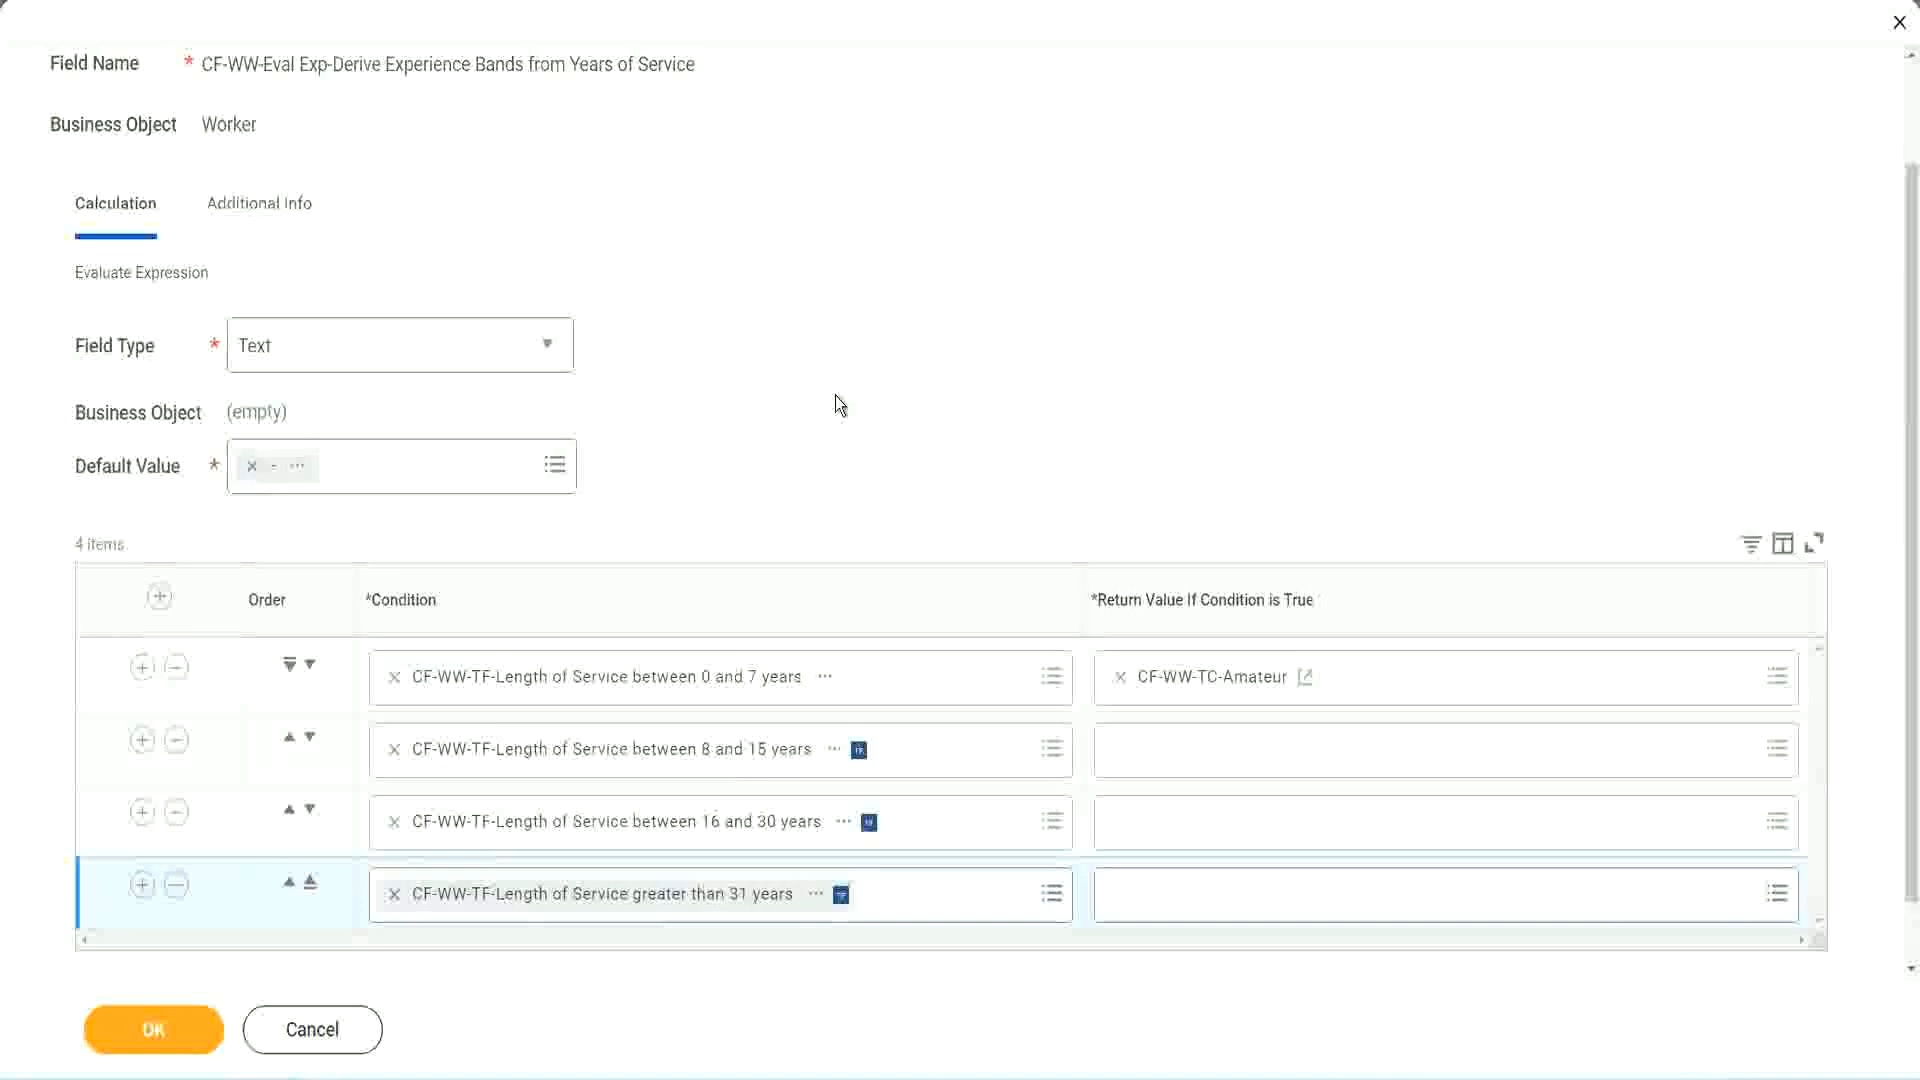 Field Name * CF-WW-Eval Exp-Derive Experience Bands from Years of Service
Business Object Worker
Calculation Additional Info
Evaluate Expression
Field Type * Text
Business Object (empty)
Default Value * - ...
4 items
Order *Condition *Return Value If Condition is True
CF-WW-TF-Length of Service between 0 and 7 years ... CF-WW-TC-Amateur
CF-WW-TF-Length of Service between 8 and 15 years ...
CF-WW-TF-Length of Service between 16 and 30 years ...
CF-WW-TF-Length of Service greater than 31 years ...
OK Cancel